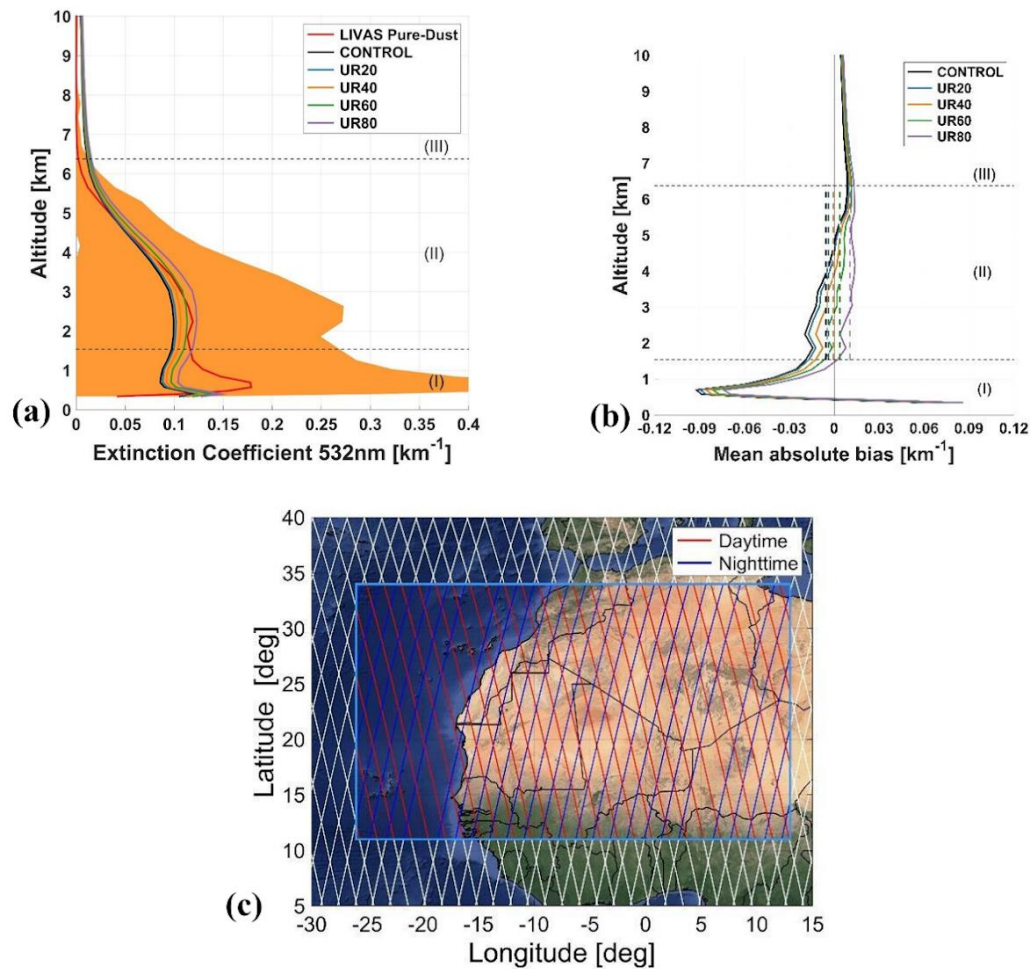 10
9
8
7
6
5
4
3
2
1
0
Altitude [km]
LIVAS Pure-Dust
CONTROL
UR20
UR40
UR60
UR80
(III)
(II)
(I)
(a)
0 0.05 0.1 0.15 0.2 0.25 0.3 0.35 0.4
Extinction Coefficient 532nm [km⁻¹]
10
9
8
7
6
5
4
3
2
1
0
Altitude [km]
CONTROL
UR20
UR40
UR60
UR80
(III)
(II)
(I)
(b)
-0.12 -0.09 -0.06 -0.03 0 0.03 0.06 0.09 0.12
Mean absolute bias [km⁻¹]
40
35
30
25
20
15
10
5
Latitude [deg]
Daytime
Nighttime
(c)
-30 -25 -20 -15 -10 -5 0 5 10 15
Longitude [deg]